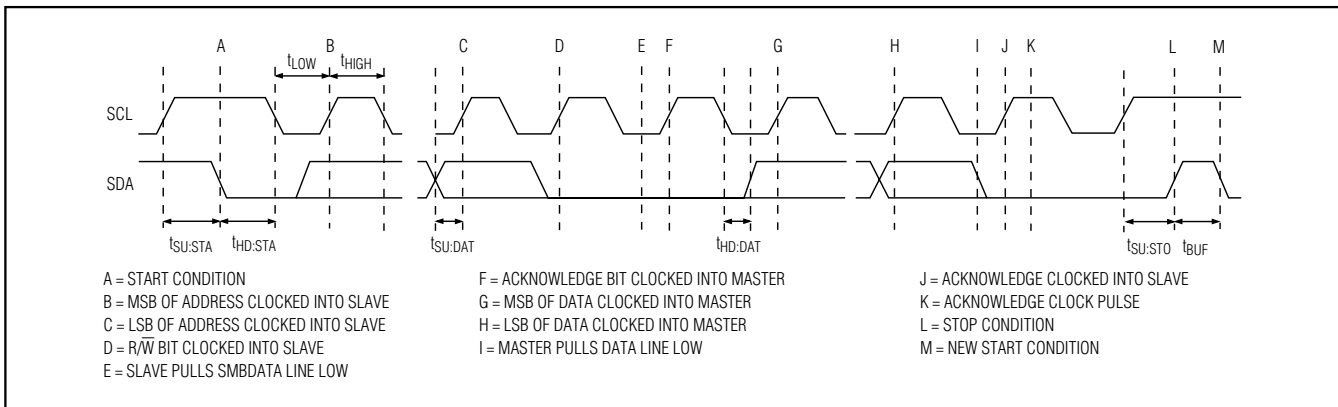 A B C D E F G H I J K L M
tLOW tHIGH
SCL
SDA
tSU:STA tHD:STA tSU:DAT tHD:DAT tSU:STO tBUF
A = START CONDITION
B = MSB OF ADDRESS CLOCKED INTO SLAVE
C = LSB OF ADDRESS CLOCKED INTO SLAVE
D = R/W̅ BIT CLOCKED INTO SLAVE
E = SLAVE PULLS SMBDATA LINE LOW
F = ACKNOWLEDGE BIT CLOCKED INTO MASTER
G = MSB OF DATA CLOCKED INTO MASTER
H = LSB OF DATA CLOCKED INTO MASTER
I = MASTER PULLS DATA LINE LOW
J = ACKNOWLEDGE CLOCKED INTO SLAVE
K = ACKNOWLEDGE CLOCK PULSE
L = STOP CONDITION
M = NEW START CONDITION